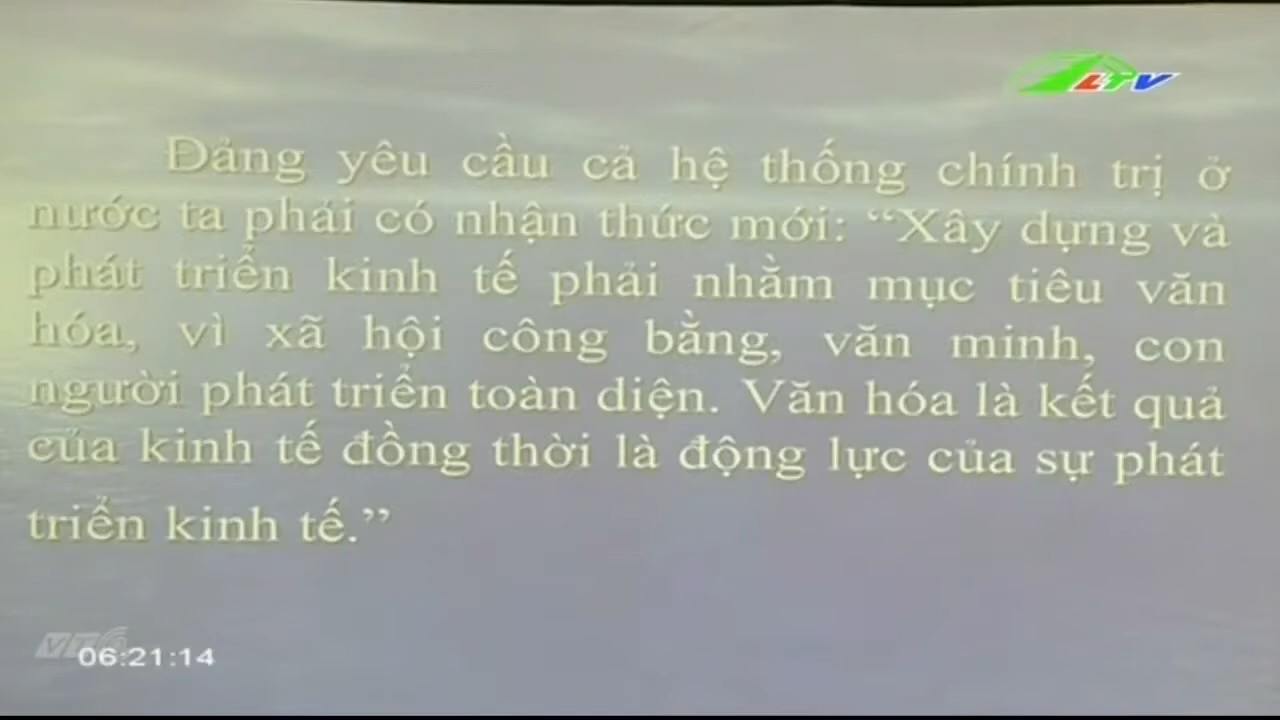 LTV
Đảng yêu cầu cả hệ thống chính trị ở
nước ta phải có nhận thức mới: “Xây dựng và
phát triển kinh tế phải nhằm mục tiêu văn
hóa, vì xã hội công bằng, văn minh, con
người phát triển toàn diện. Văn hóa là kết quả
của kinh tế đồng thời là động lực của sự phát
triển kinh tế.”
06:21:14